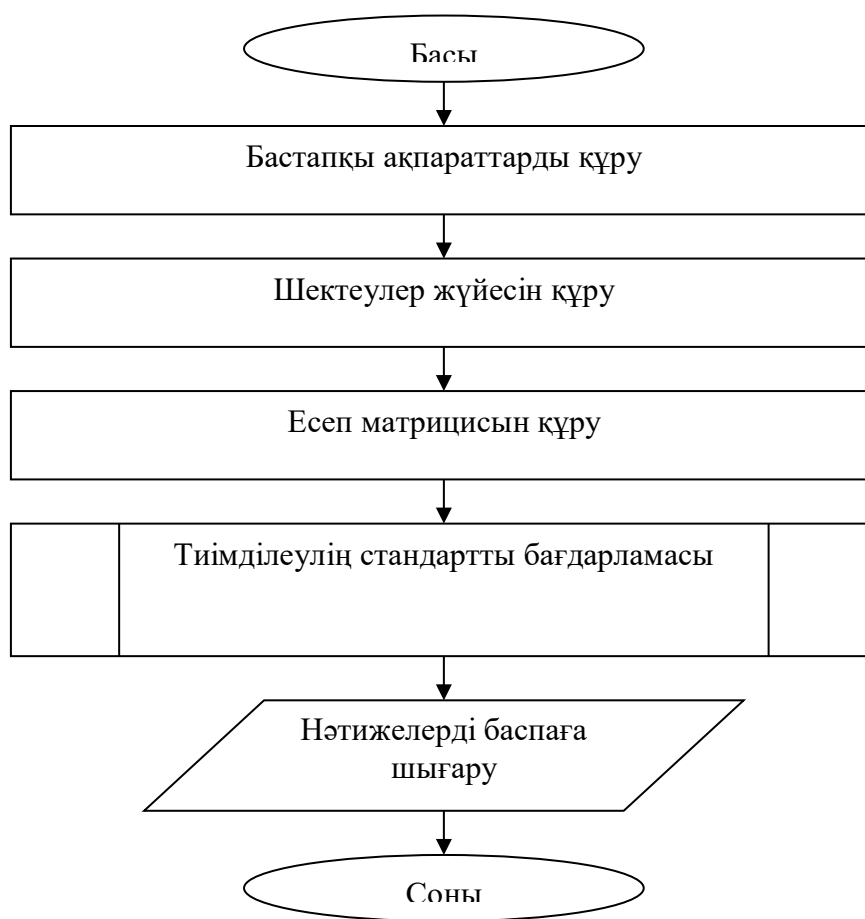 Басы
Бастапқы ақпараттарды құру
Шектеулер жүйесін құру
Есеп матрицисын құру
Тиімділеулің стандартты бағдарламасы
Нәтижелерді баспаға
шығару
Соңы